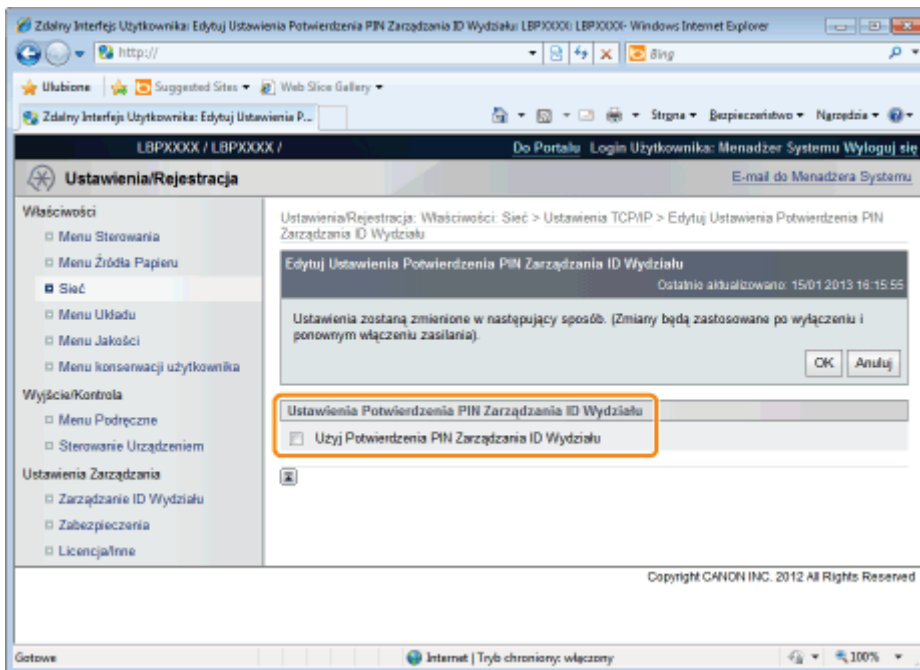 Zdalny Interfejs Użytkownika: Edytuj Ustawienia Potwierdzenia PIN Zarządzania ID Wydziału: LBPXXXX: LBPXXXX- Windows Internet Explorer
http://
Bing
Ulubione Suggested Sites Web Slice Gallery
Zdalny Interfejs Użytkownika: Edytuj Ustawienia P... Strona Bezpieczeństwo Narzędzia
LBPXXXX / LBPXXXX / Do Portalu Login Użytkownika: Menadżer Systemu Wyloguj się
Ustawienia/Rejestracja E-mail do Menadżera Systemu
Właściwości
Menu Sterowania
Menu Źródła Papieru
Sieć
Menu Układu
Menu Jakości
Menu konserwacji użytkownika
Wyjście/Kontrola
Menu Podręczne
Sterowanie Urządzeniem
Ustawienia Zarządzania
Zarządzanie ID Wydziału
Zabezpieczenia
Licencja/Inne
Ustawienia/Rejestracja: Właściwości: Sieć > Ustawienia TCP/IP > Edytuj Ustawienia Potwierdzenia PIN
Zarządzania ID Wydziału
Edytuj Ustawienia Potwierdzenia PIN Zarządzania ID Wydziału
Ostatnio aktualizowano: 15/01 2013 16:15:55
Ustawienia zostaną zmienione w następujący sposób. (Zmiany będą zastosowane po wyłączeniu i
ponownym włączeniu zasilania).
OK Anuluj
Ustawienia Potwierdzenia PIN Zarządzania ID Wydziału
Użyj Potwierdzenia PIN Zarządzania ID Wydziału
Copyright CANON INC. 2012 All Rights Reserved
Gotowe Internet | Tryb chroniony: włączony 100%